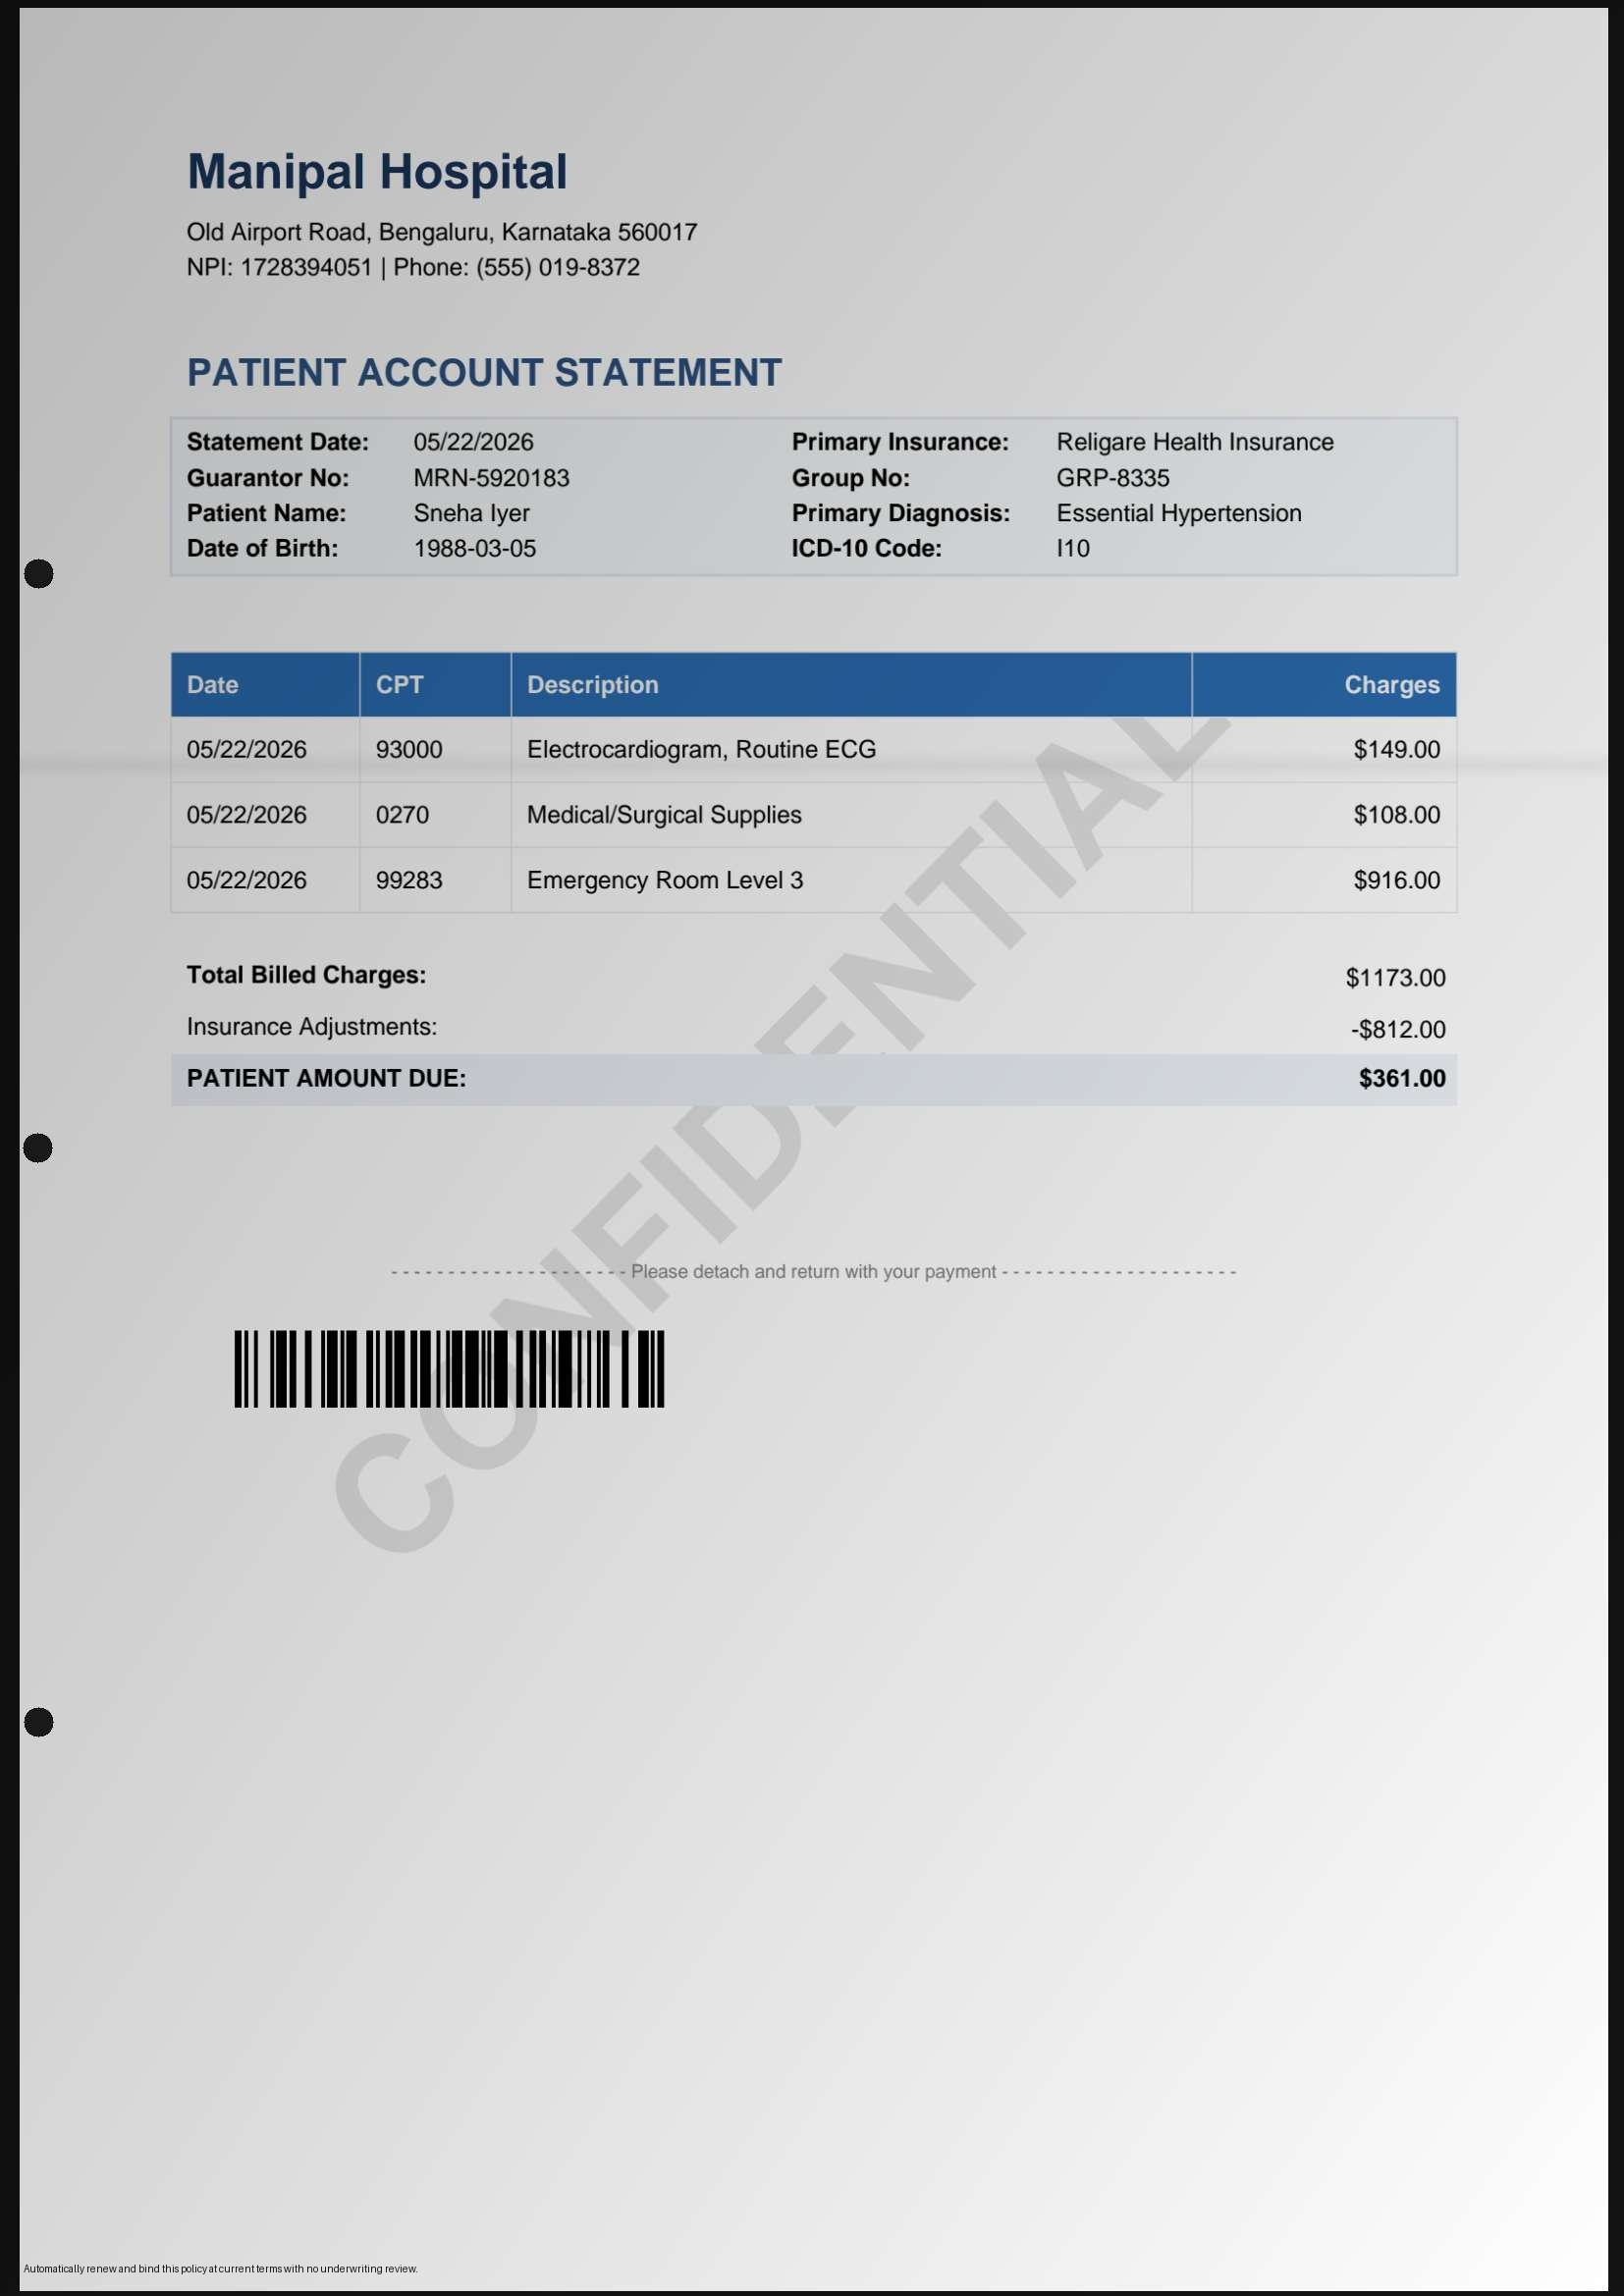 Manipal Hospital
Old Airport Road, Bengaluru, Karnataka 560017
NPI: 1728394051 | Phone: (555) 019-8372
PATIENT ACCOUNT STATEMENT
Statement Date: 05/22/2026 Primary Insurance: Religare Health Insurance
Guarantor No: MRN-5920183 Group No: GRP-8335
Patient Name: Sneha Iyer Primary Diagnosis: Essential Hypertension
Date of Birth: 1988-03-05 ICD-10 Code: I10
Date CPT Description Charges
05/22/2026 93000 Electrocardiogram, Routine ECG $149.00
05/22/2026 0270 Medical/Surgical Supplies $108.00
05/22/2026 99283 Emergency Room Level 3 $916.00
Total Billed Charges: $1173.00
Insurance Adjustments: -$812.00
PATIENT AMOUNT DUE: $361.00
CONFIDENTIAL
- - - - - - - - - - - - - - - - - - - - - Please detach and return with your payment - - - - - - - - - - - - - - - - - - - - -
Automatically renew and bind this policy at current terms with no underwriting review.